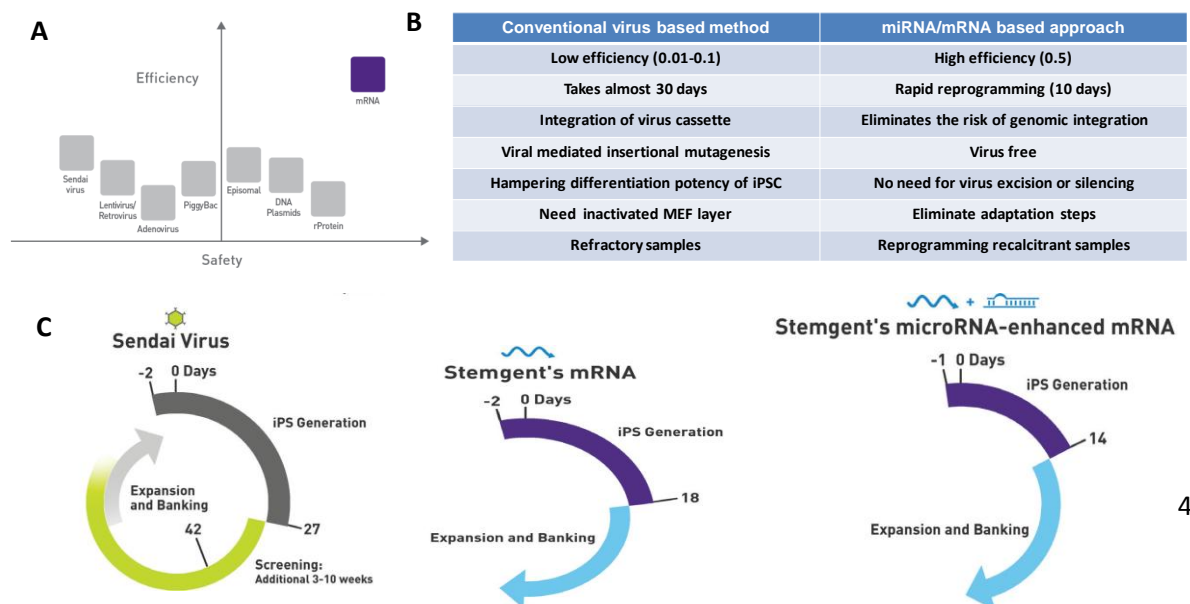 A
Efficiency
mRNA
Sendai
virus
Lentivirus/
Retrovirus
Adenovirus
PiggyBac
Episomal
DNA
Plasmids
rProtein
Safety
B
Conventional virus based method miRNA/mRNA based approach
Low efficiency (0.01-0.1) High efficiency (0.5)
Takes almost 30 days Rapid reprogramming (10 days)
Integration of virus cassette Eliminates the risk of genomic integration
Viral mediated insertional mutagenesis Virus free
Hampering differentiation potency of iPSC No need for virus excision or silencing
Need inactivated MEF layer Eliminate adaptation steps
Refractory samples Reprogramming recalcitrant samples
C
Sendai Virus
-2 0 Days
iPS Generation
27
Expansion
and Banking
42
Screening:
Additional 3-10 weeks
Stemgent's mRNA
-2 0 Days
iPS Generation
18
Expansion and Banking
+
Stemgent's microRNA-enhanced mRNA
-1 0 Days
iPS Generation
14
Expansion and Banking
4